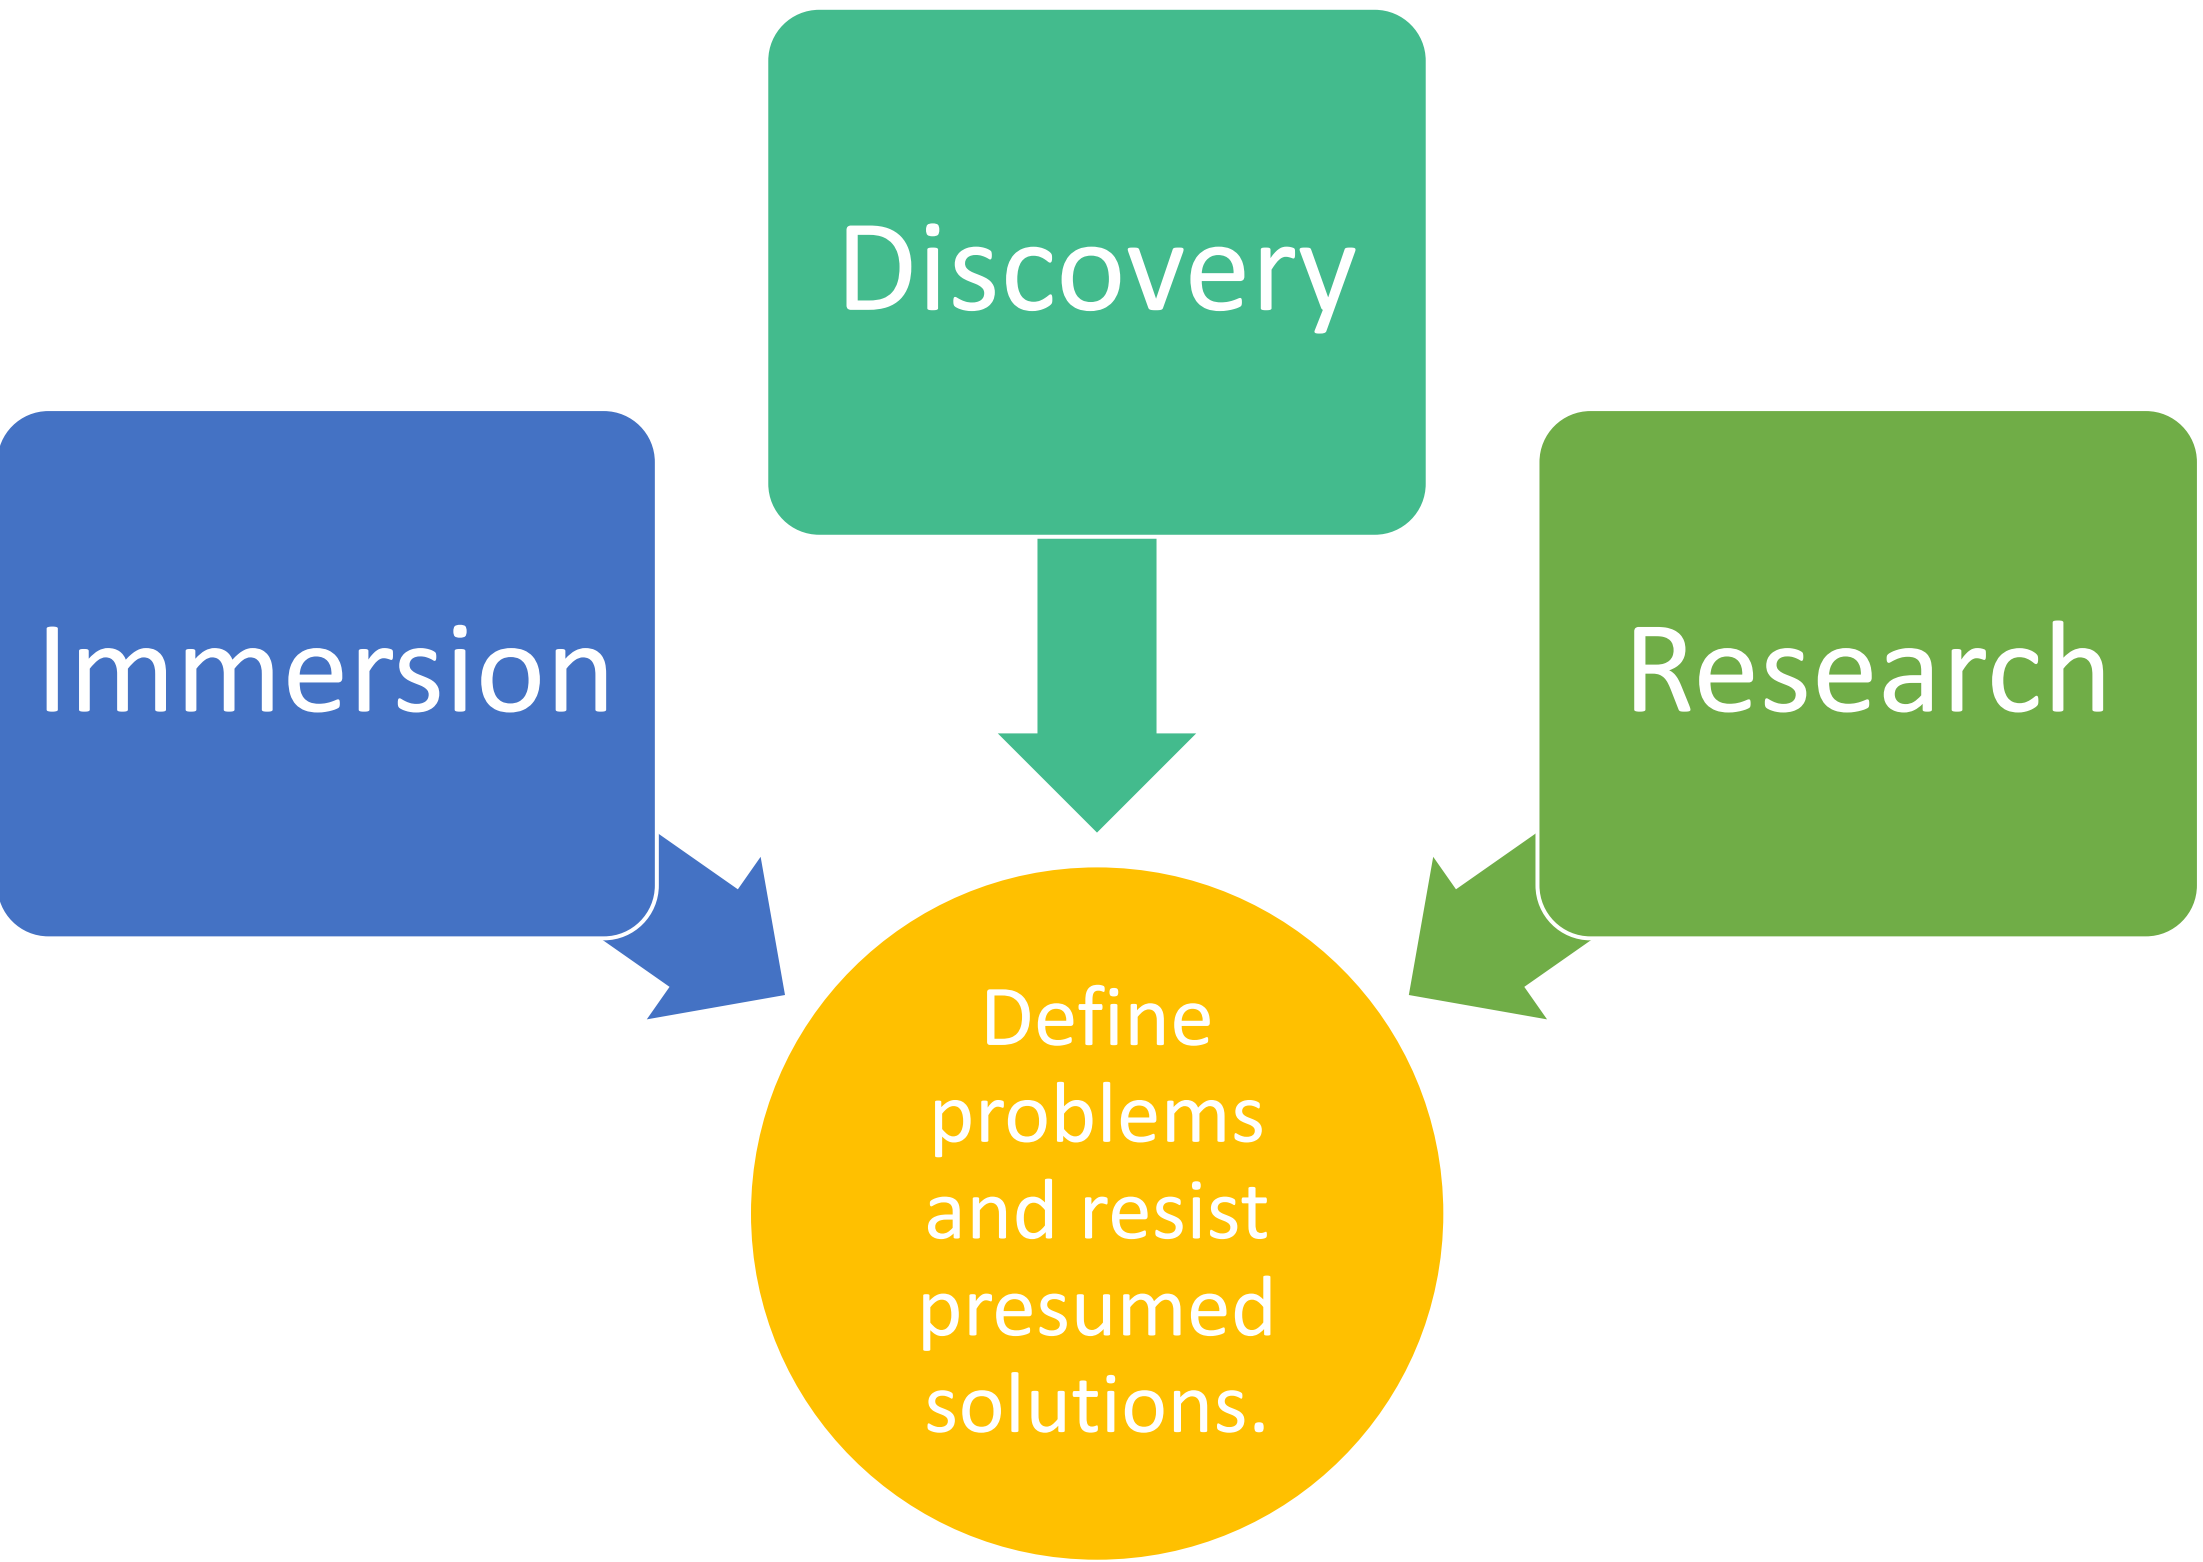 Discovery
Immersion
Research
Define
problems
and resist
presumed
solutions.